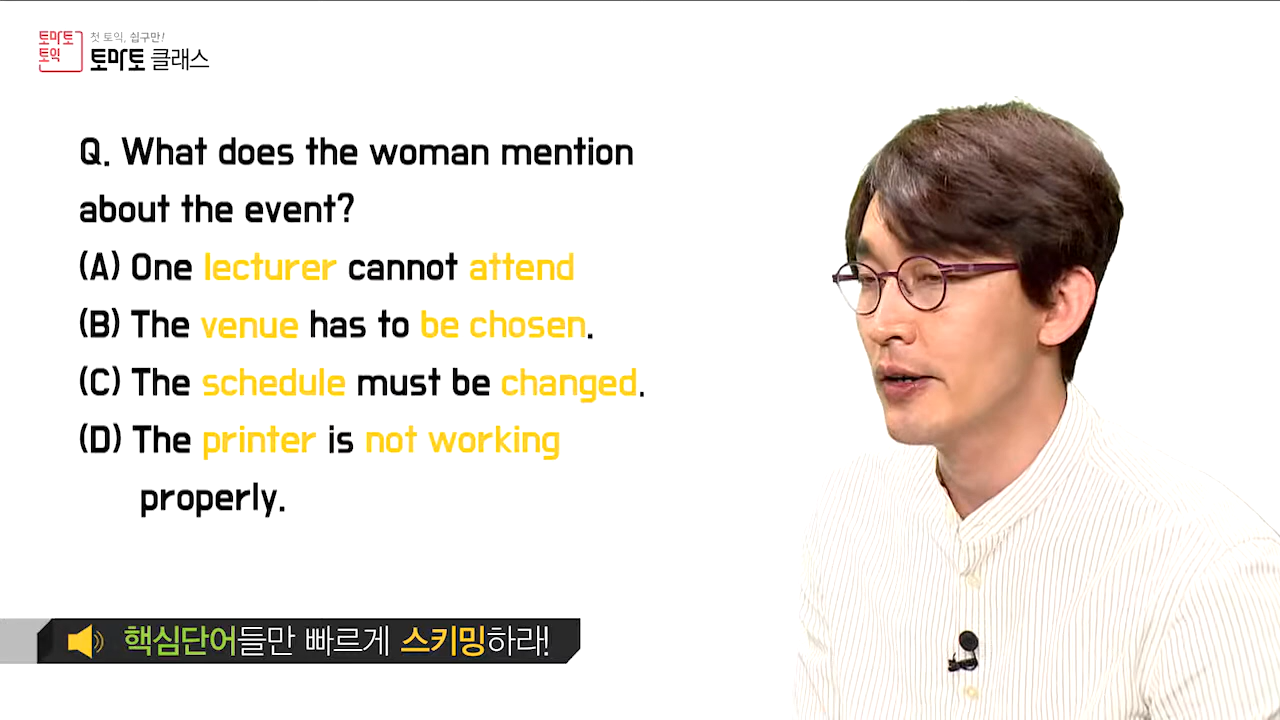 토마토
토익
첫 토익, 쉽구만!
토마토 클래스
Q. What does the woman mention
about the event?
(A) One lecturer cannot attend
(B) The venue has to be chosen.
(C) The schedule must be changed.
(D) The printer is not working
properly.
핵심단어들만 빠르게 스키밍하라!